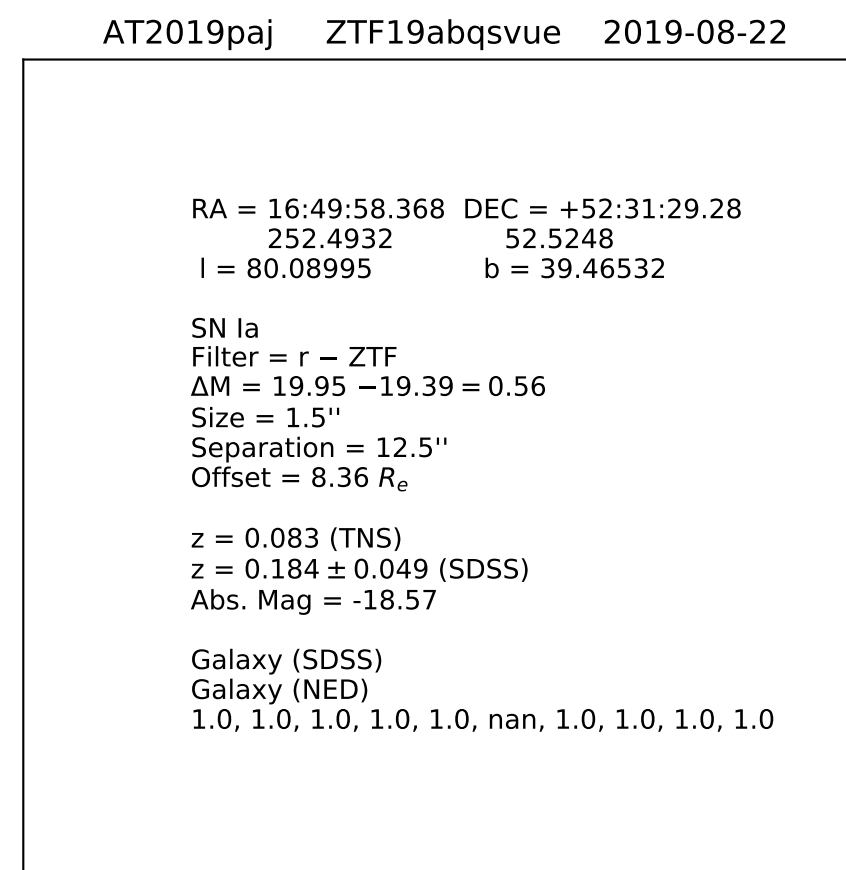 AT2019paj ZTF19abqsvue 2019-08-22
RA = 16:49:58.368 DEC = +52:31:29.28
252.4932 52.5248
l = 80.08995 b = 39.46532
SN Ia
Filter = r − ZTF
ΔM = 19.95 −19.39 = 0.56
Size = 1.5''
Separation = 12.5''
Offset = 8.36 Rₑ
z = 0.083 (TNS)
z = 0.184 ± 0.049 (SDSS)
Abs. Mag = -18.57
Galaxy (SDSS)
Galaxy (NED)
1.0, 1.0, 1.0, 1.0, 1.0, nan, 1.0, 1.0, 1.0, 1.0